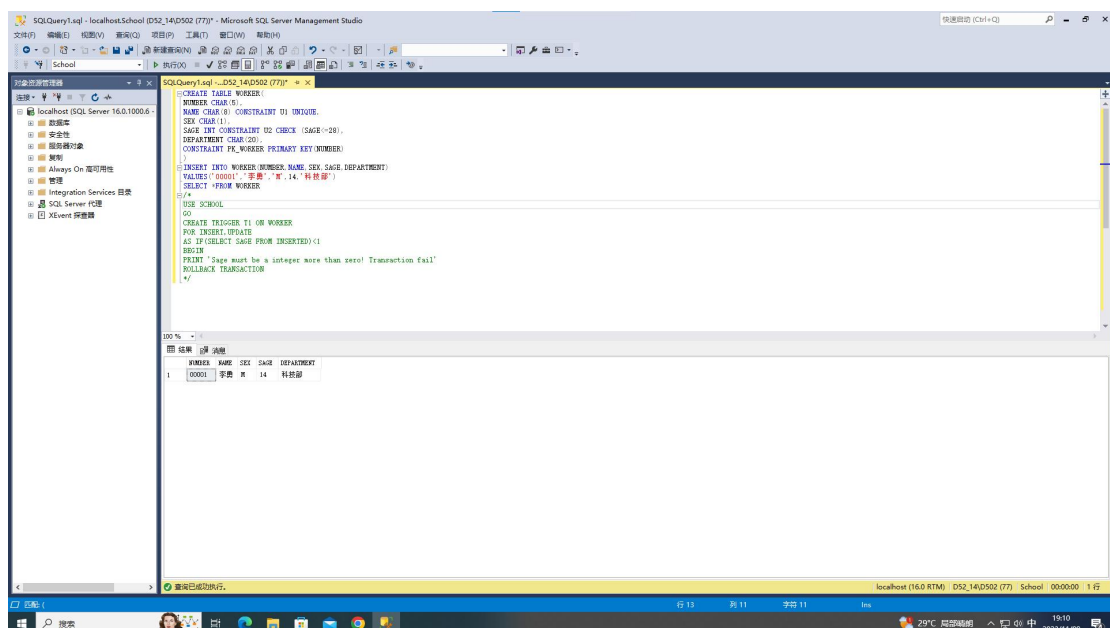 SQLQuery1.sql - localhost.School (D52_14\D502 (77))* - Microsoft SQL Server Management Studio
快速启动 (Ctrl+Q)
文件(F) 编辑(E) 视图(V) 查询(Q) 项目(P) 工具(T) 窗口(W) 帮助(H)
新建查询(N)
School
执行(X)
对象资源管理器
SQLQuery1.sql -...D52_14\D502 (77))*
连接
localhost (SQL Server 16.0.1000.6 -
数据库
安全性
服务器对象
复制
Always On 高可用性
管理
Integration Services 目录
SQL Server 代理
XEvent 探查器
CREATE TABLE WORKER(
NUMBER CHAR(5),
NAME CHAR(8) CONSTRAINT U1 UNIQUE,
SEX CHAR(1),
SAGE INT CONSTRAINT U2 CHECK (SAGE<=28),
DEPARTMENT CHAR(20),
CONSTRAINT PK_WORKER PRIMARY KEY(NUMBER)
)
INSERT INTO WORKER(NUMBER,NAME,SEX,SAGE,DEPARTMENT)
VALUES('00001','李勇','M',14,'科技部')
SELECT *FROM WORKER
/*
USE SCHOOL
GO
CREATE TRIGGER T1 ON WORKER
FOR INSERT,UPDATE
AS IF(SELECT SAGE FROM INSERTED)<1
BEGIN
PRINT 'Sage must be a integer more than zero! Transaction fail'
ROLLBACK TRANSACTION
*/
100 %
结果 消息
NUMBER NAME SEX SAGE DEPARTMENT
1 00001 李勇 M 14 科技部
查询已成功执行。
localhost (16.0 RTM) D52_14\D502 (77) School 00:00:00 1 行
匹配: (
行 13 列 11 字符 11 Ins
搜索
29°C 局部晴朗 中 19:10